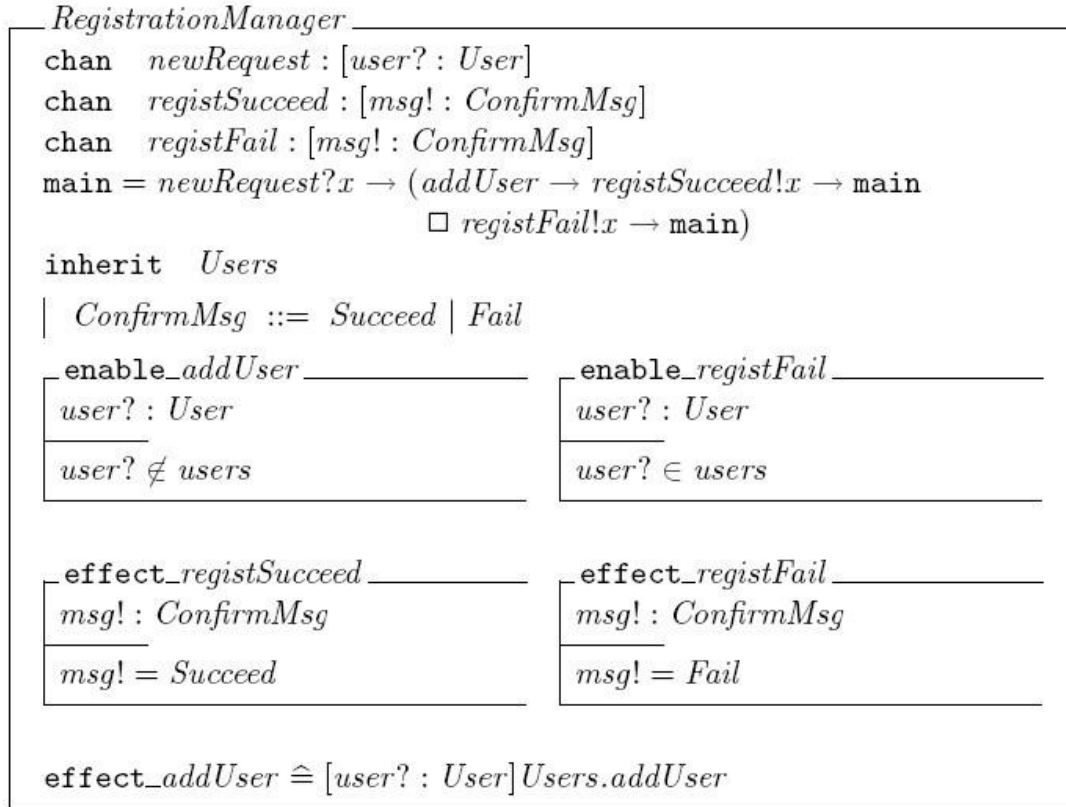 RegistrationManager
chan newRequest : [user? : User]
chan registSucceed : [msg! : ConfirmMsg]
chan registFail : [msg! : ConfirmMsg]
main = newRequest?x → (addUser → registSucceed!x → main
□ registFail!x → main)
inherit Users
ConfirmMsg ::= Succeed | Fail
enable_addUser
user? : User
user? ∉ users
enable_registFail
user? : User
user? ∈ users
effect_registSucceed
msg! : ConfirmMsg
msg! = Succeed
effect_registFail
msg! : ConfirmMsg
msg! = Fail
effect_addUser ≙ [user? : User] Users.addUser